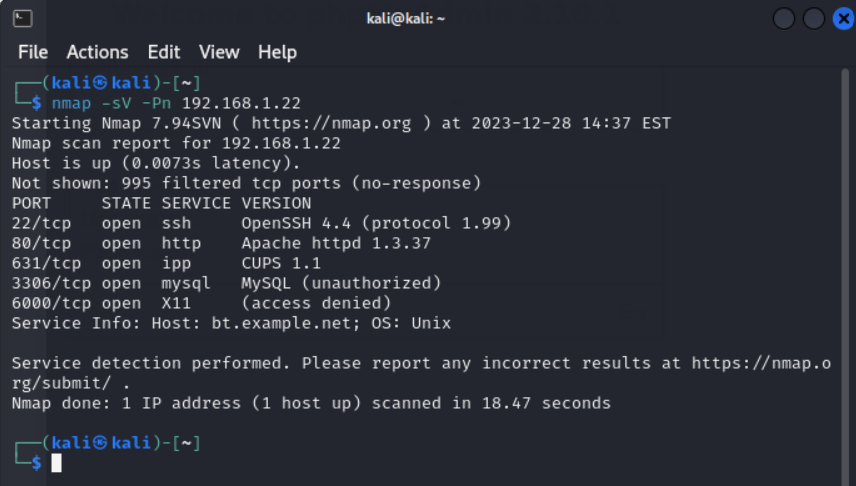 kali@kali: ~
File Actions Edit View Help
┌──(kali㉿kali)-[~]
└─$ nmap -sV -Pn 192.168.1.22
Starting Nmap 7.94SVN ( https://nmap.org ) at 2023-12-28 14:37 EST
Nmap scan report for 192.168.1.22
Host is up (0.0073s latency).
Not shown: 995 filtered tcp ports (no-response)
PORT     STATE SERVICE VERSION
22/tcp   open  ssh     OpenSSH 4.4 (protocol 1.99)
80/tcp   open  http    Apache httpd 1.3.37
631/tcp  open  ipp     CUPS 1.1
3306/tcp open  mysql   MySQL (unauthorized)
6000/tcp open  X11     (access denied)
Service Info: Host: bt.example.net; OS: Unix
Service detection performed. Please report any incorrect results at https://nmap.o
rg/submit/ .
Nmap done: 1 IP address (1 host up) scanned in 18.47 seconds
┌──(kali㉿kali)-[~]
└─$